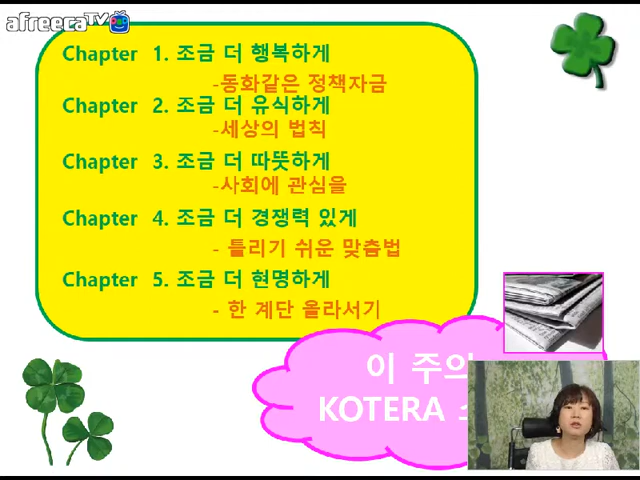 afreecaTV
Chapter 1. 조금 더 행복하게
-동화같은 정책자금
Chapter 2. 조금 더 유식하게
-세상의 법칙
Chapter 3. 조금 더 따뜻하게
-사회에 관심을
Chapter 4. 조금 더 경쟁력 있게
- 틀리기 쉬운 맞춤법
Chapter 5. 조금 더 현명하게
- 한 계단 올라서기
이 주의
KOTERA